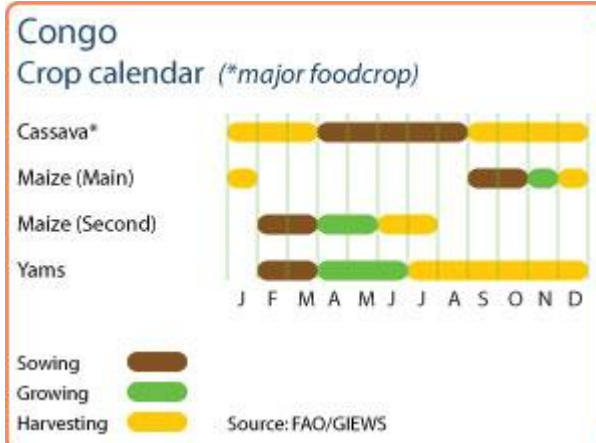 Congo
Crop calendar (*major foodcrop)
Cassava*
Maize (Main)
Maize (Second)
Yams
J F M A M J J A S O N D
Sowing
Growing
Harvesting
Source: FAO/GIEWS